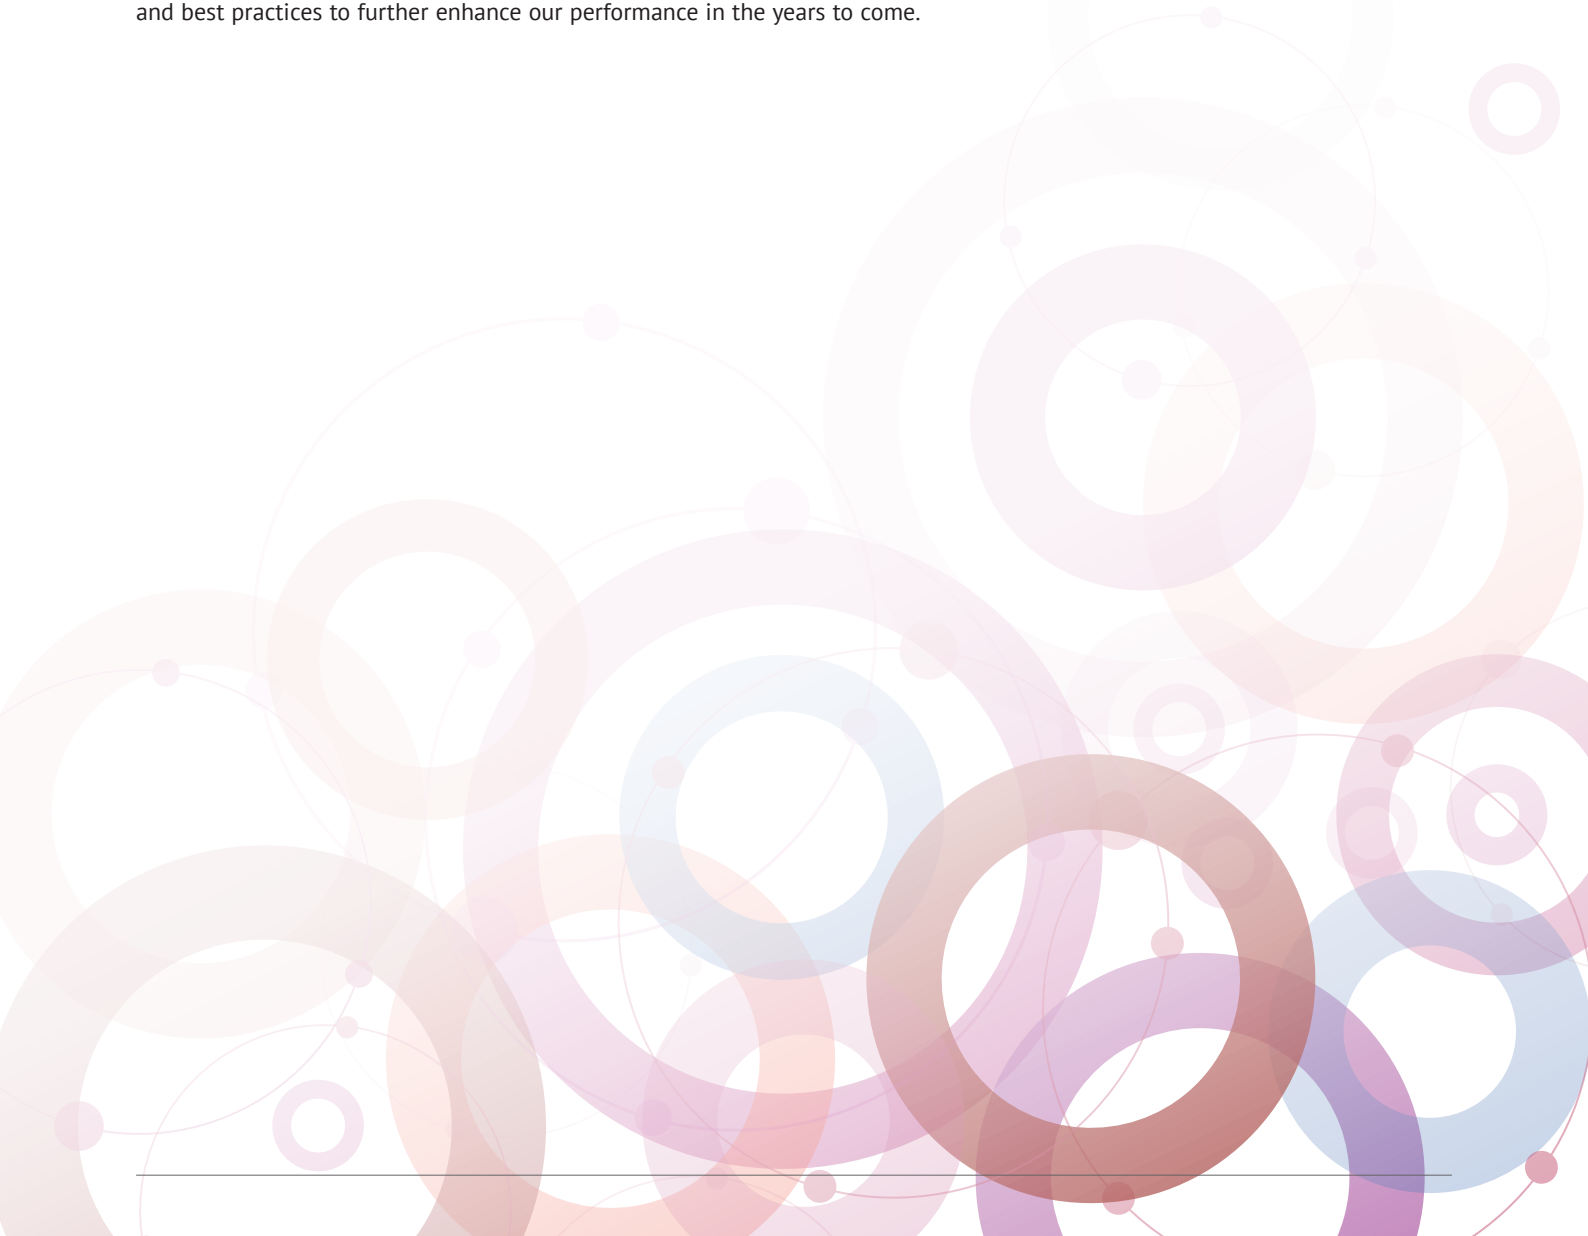 and best practices to further enhance our performance in the years to come.